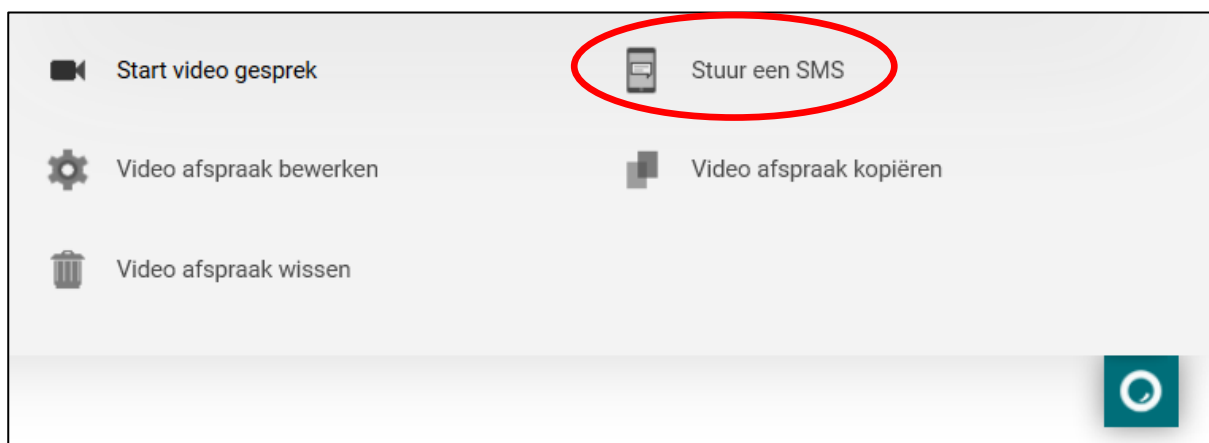 Start video gesprek
Stuur een SMS
Video afspraak bewerken
Video afspraak kopiëren
Video afspraak wissen